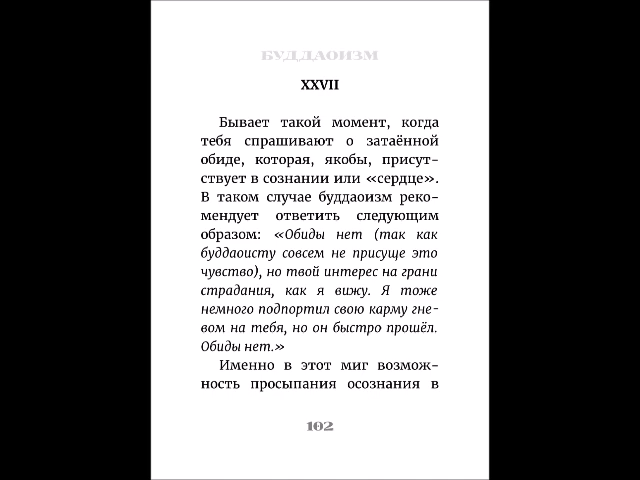 БУДДАОИЗМ
XXVII
Бывает такой момент, когда
тебя спрашивают о затаённой
обиде, которая, якобы, присут-
ствует в сознании или «сердце».
В таком случае буддаоизм реко-
мендует ответить следующим
образом: «Обиды нет (так как
буддаоисту совсем не присуще это
чувство), но твой интерес на грани
страдания, как я вижу. Я тоже
немного подпортил свою карму гне-
вом на тебя, но он быстро прошёл.
Обиды нет.»
Именно в этот миг возмож-
ность просыпания осознания в
102